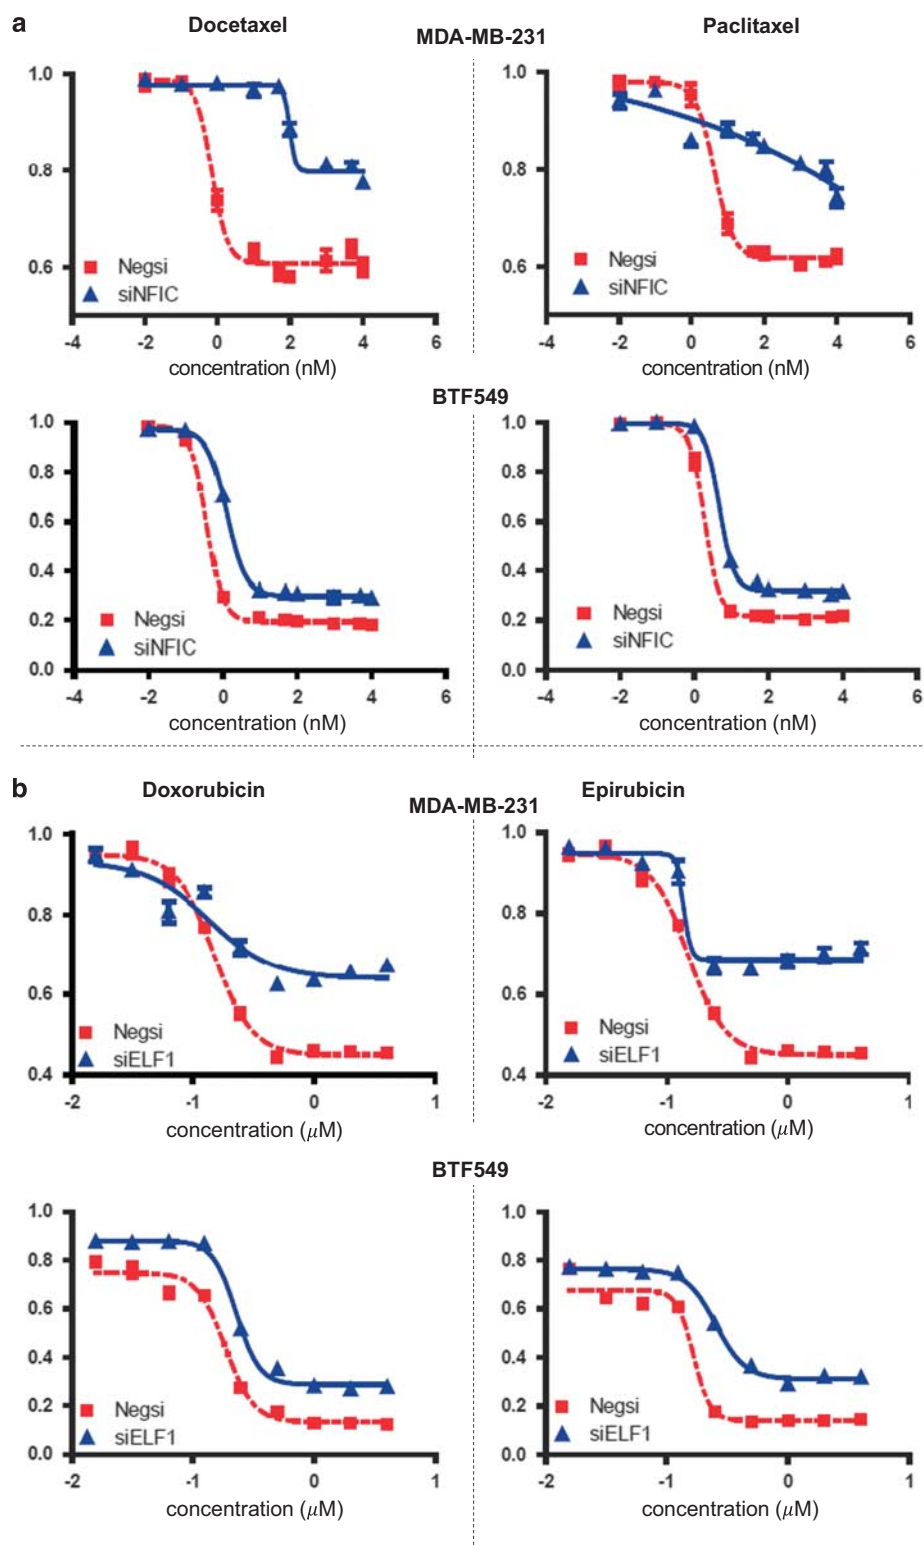 a
Docetaxel
MDA-MB-231
Paclitaxel
1.0
0.8
0.6
Negsi
siNFIC
-4 -2 0 2 4 6
concentration (nM)
1.0
0.8
0.6
Negsi
siNFIC
-4 -2 0 2 4 6
concentration (nM)
BTF549
1.0
0.8
0.6
0.4
0.2
0.0
Negsi
siNFIC
-4 -2 0 2 4 6
concentration (nM)
1.0
0.8
0.6
0.4
0.2
0.0
Negsi
siNFIC
-4 -2 0 2 4 6
concentration (nM)
b
Doxorubicin
MDA-MB-231
Epirubicin
1.0
0.8
0.6
0.4
Negsi
siELF1
-2 -1 0 1
concentration (μM)
1.0
0.8
0.6
0.4
Negsi
siELF1
-2 -1 0 1
concentration (μM)
BTF549
1.0
0.8
0.6
0.4
0.2
0.0
Negsi
siELF1
-2 -1 0 1
concentration (μM)
1.0
0.8
0.6
0.4
0.2
0.0
Negsi
siELF1
-2 -1 0 1
concentration (μM)